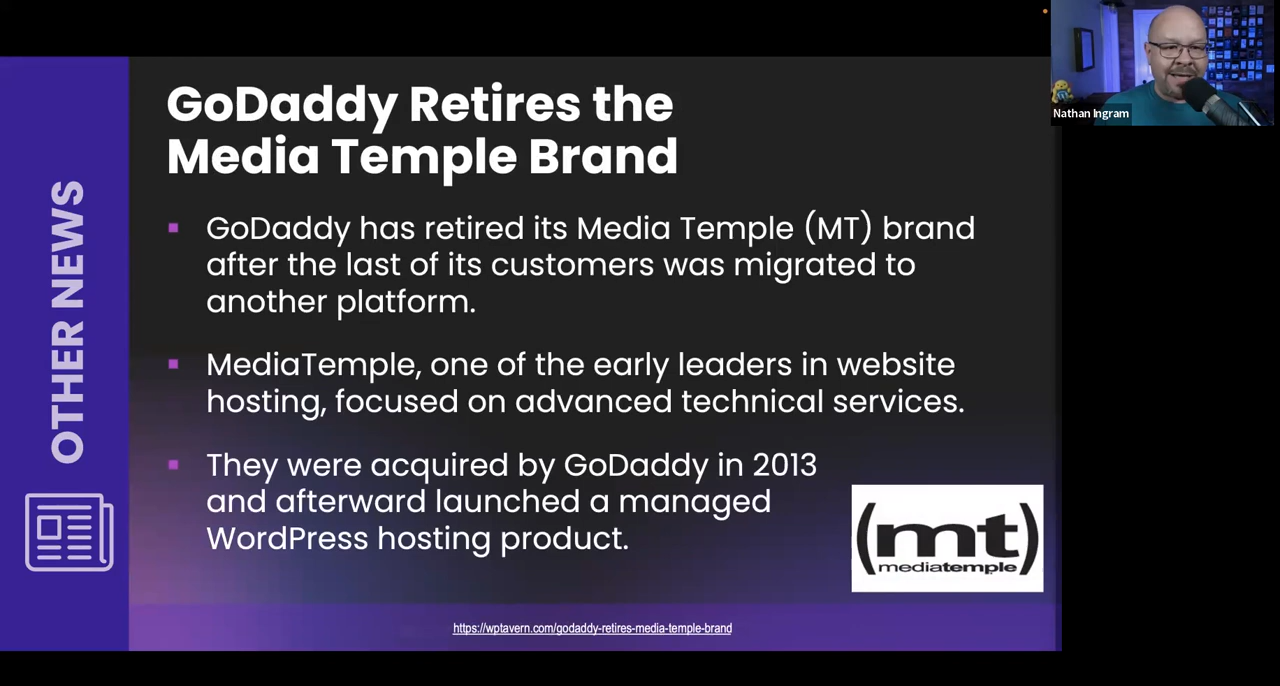 GoDaddy Retires the
Media Temple Brand
Nathan Ingram
OTHER NEWS
GoDaddy has retired its Media Temple (MT) brand
after the last of its customers was migrated to
another platform.
MediaTemple, one of the early leaders in website
hosting, focused on advanced technical services.
They were acquired by GoDaddy in 2013
and afterward launched a managed
WordPress hosting product.
(mt)
mediatemple
https://wptavern.com/godaddy-retires-media-temple-brand